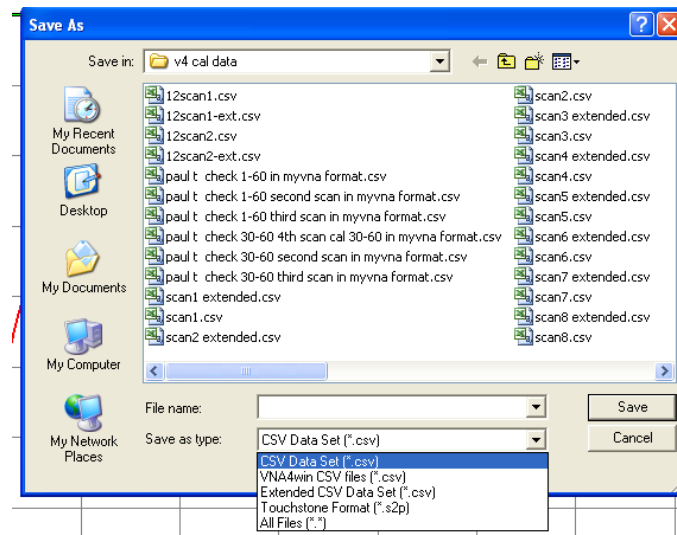 Save As
Save in:
v4 cal data
My Recent
Documents
Desktop
My Documents
My Computer
My Network
Places
12scan1.csv
12scan1-ext.csv
12scan2.csv
12scan2-ext.csv
paul t check 1-60 in myvna format.csv
paul t check 1-60 second scan in myvna format.csv
paul t check 1-60 third scan in myvna format.csv
paul t check 30-60 4th scan cal 30-60 in myvna format.csv
paul t check 30-60 second scan in myvna format.csv
paul t check 30-60 third scan in myvna format.csv
scan1 extended.csv
scan1.csv
scan2 extended.csv
scan2.csv
scan3 extended.csv
scan3.csv
scan4 extended.csv
scan4.csv
scan5 extended.csv
scan5.csv
scan6 extended.csv
scan6.csv
scan7 extended.csv
scan7.csv
scan8 extended.csv
scan8.csv
File name:
Save
Save as type:
CSV Data Set (*.csv)
Cancel
CSV Data Set (*.csv)
VNA4win CSV files (*.csv)
Extended CSV Data Set (*.csv)
Touchstone Format (*.s2p)
All Files (*.*)